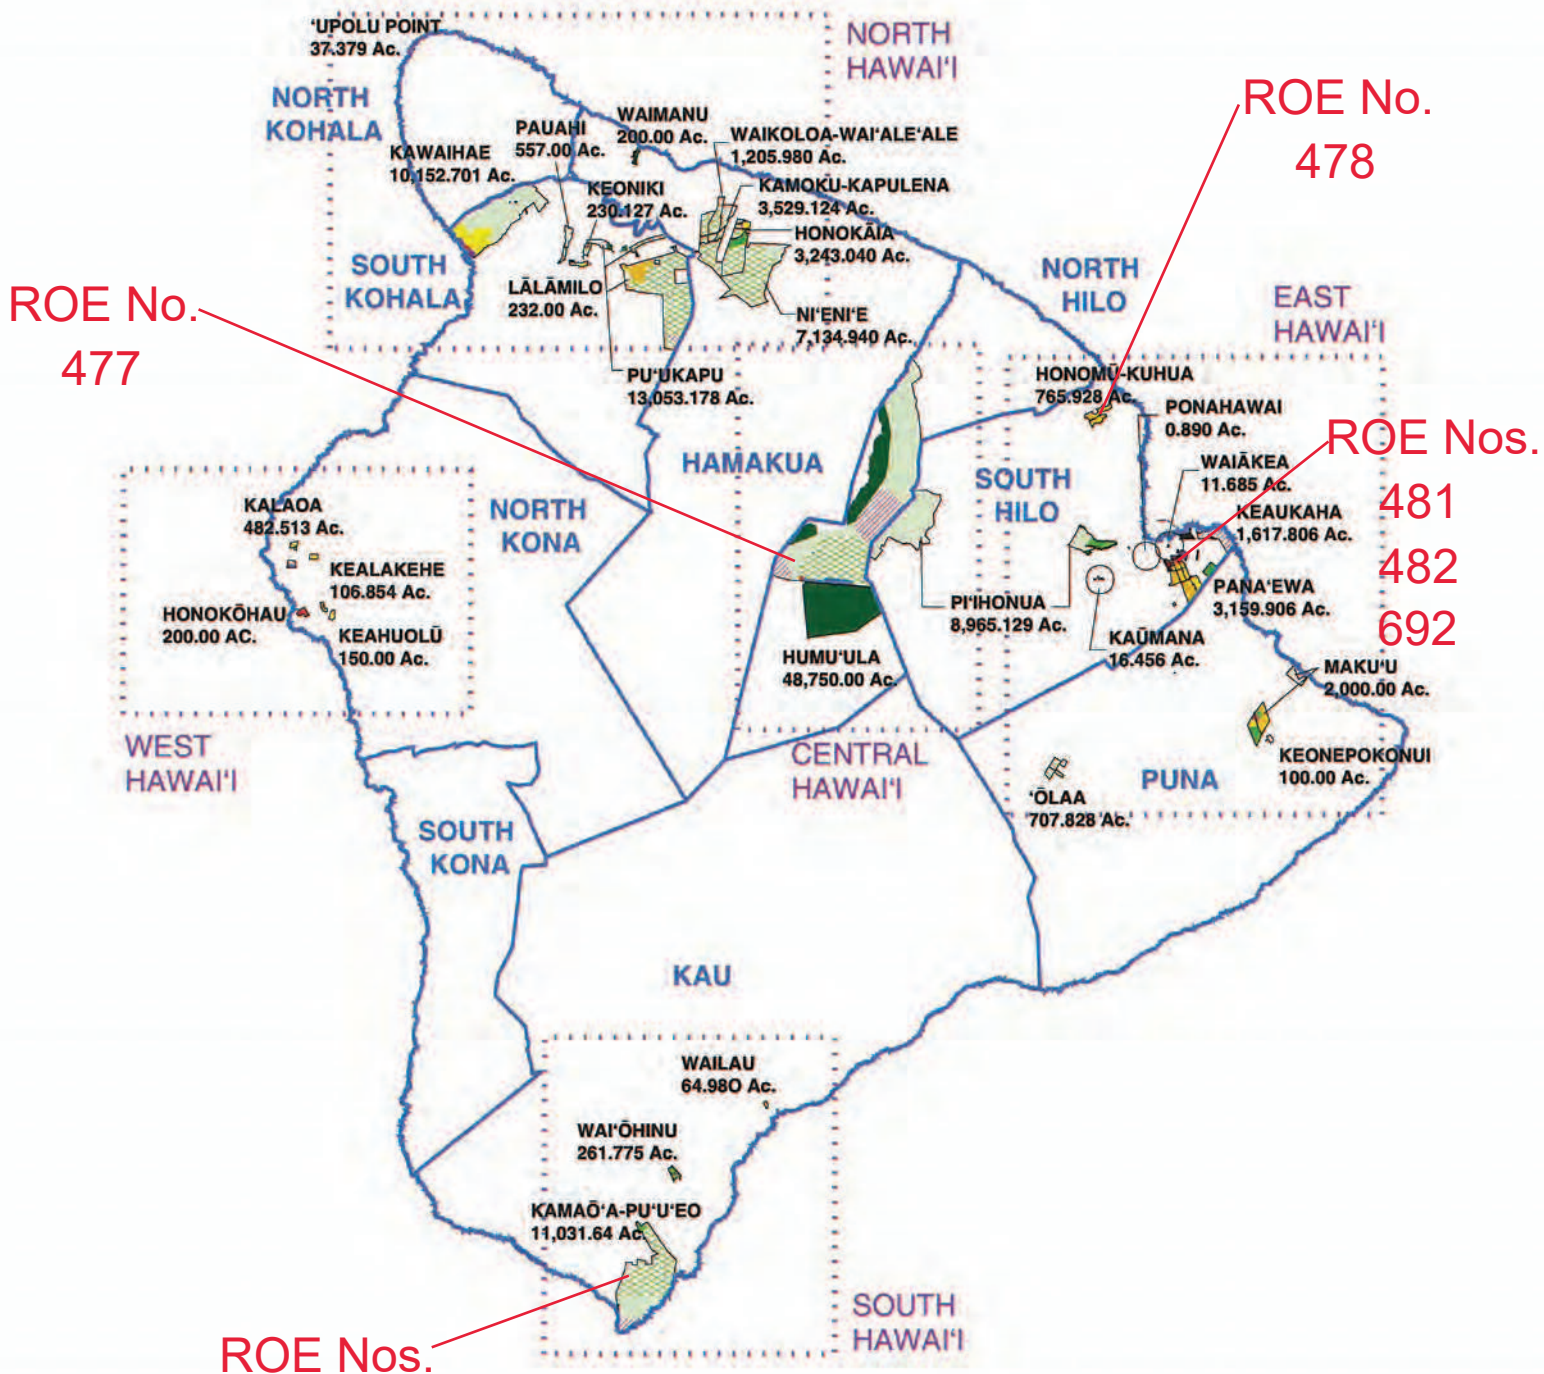 'UPOLU POINT
37.379 Ac.
NORTH
HAWAI'I
NORTH
KOHALA
ROE No.
478
WAIMANU
200.00 Ac.
PAUAHI
557.00 Ac.
WAIKOLOA-WAI'ALE'ALE
1,205.980 Ac.
KAWAIHAE
10,152.701 Ac.
KEONIKI
230.127 Ac.
KAMOKU-KAPULENA
3,529.124 Ac.
HONOKĀIA
3,243.040 Ac.
SOUTH
KOHALA
LĀLĀMILO
232.00 Ac.
NI'ENI'E
7,134.940 Ac.
NORTH
HILO
EAST
HAWAI'I
ROE No.
477
PU'UKAPU
13,053.178 Ac.
HONOMŪ-KUHUA
765.928 Ac.
PONAHAWAI
0.890 Ac.
ROE Nos.
481
482
692
HAMAKUA
WAIĀKEA
11.685 Ac.
SOUTH
HILO
KEAUKAHA
1,617.806 Ac.
KALAOA
482.513 Ac.
NORTH
KONA
KEALAKEHE
106.854 Ac.
HONOKŌHAU
200.00 AC.
KEAHUOLŪ
150.00 Ac.
PI'IHONUA
8,965.129 Ac.
PANA'EWA
3,159.906 Ac.
KAŪMANA
16.456 Ac.
HUMU'ULA
48,750.00 Ac.
MAKU'U
2,000.00 Ac.
WEST
HAWAI'I
CENTRAL
HAWAI'I
KEONEPOKONUI
100.00 Ac.
PUNA
'ŌLAA
707.828 Ac.
SOUTH
KONA
KAU
WAILAU
64.98O Ac.
WAI'ŌHINU
261.775 Ac.
KAMAŌ'A-PU'U'EO
11,031.64 Ac.
SOUTH
HAWAI'I
ROE Nos.